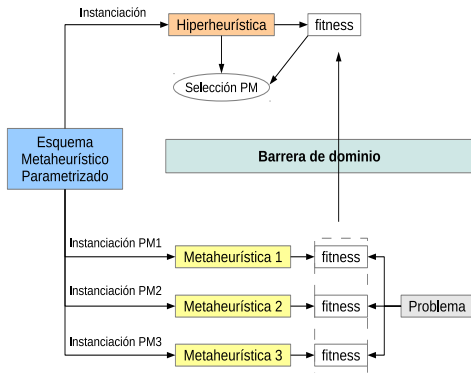 Instanciación
Hiperheurística
fitness
Selección PM
Esquema
Metaheurístico
Parametrizado
Barrera de dominio
Instanciación PM1
Metaheurística 1
fitness
Instanciación PM2
Metaheurística 2
fitness
Problema
Instanciación PM3
Metaheurística 3
fitness